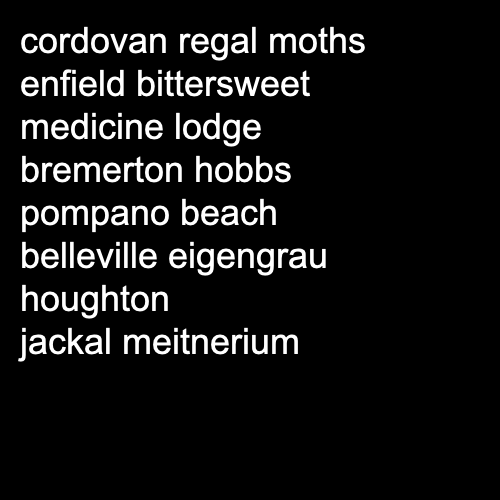 cordovan regal moths
enfield bittersweet
medicine lodge
bremerton hobbs
pompano beach
belleville eigengrau
houghton
jackal meitnerium